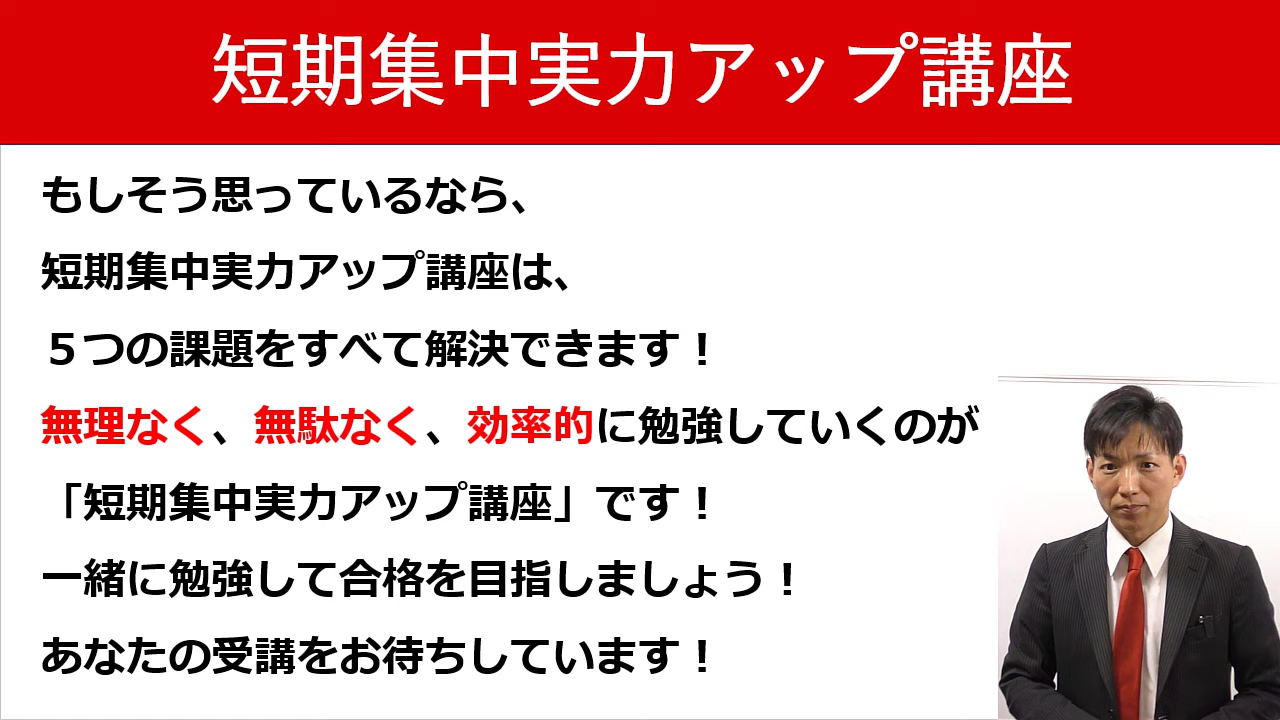 短期集中実力アップ講座
もしそう思っているなら、
短期集中実力アップ講座は、
５つの課題をすべて解決できます！
無理なく、無駄なく、効率的に勉強していくのが
「短期集中実力アップ講座」です！
一緒に勉強して合格を目指しましょう！
あなたの受講をお待ちしています！